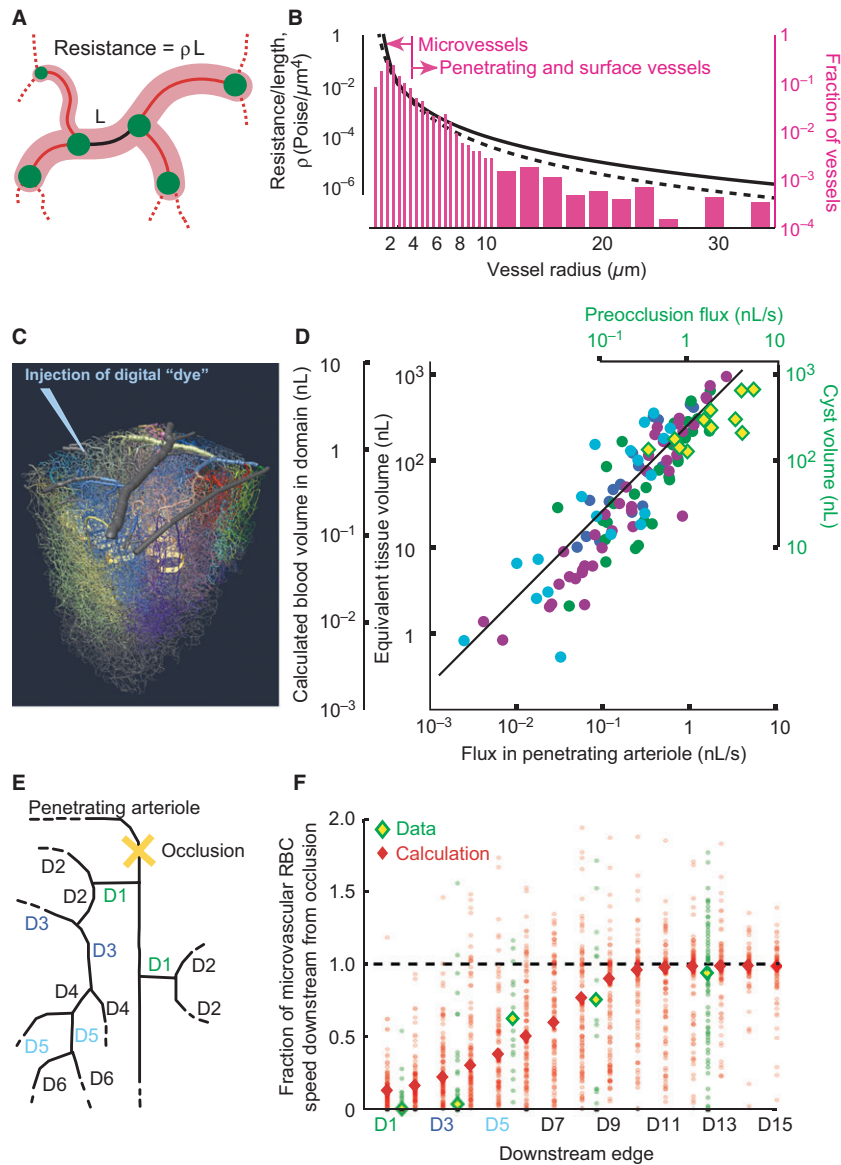 A
Resistance = ρ L
L
B
Resistance/length,
ρ (Poise/µm⁴)
1
10⁻²
10⁻⁴
10⁻⁶
Microvessels
Penetrating and surface vessels
1
10⁻¹
10⁻²
10⁻³
10⁻⁴
Fraction of vessels
2 4 6 8 10 20 30
Vessel radius (µm)
C
Injection of digital “dye”
D
Preocclusion flux (nL/s)
10⁻¹ 1 10
Calculated blood volume in domain (nL)
10
1
10⁻¹
10⁻²
10⁻³
Equivalent tissue volume (nL)
10³
10²
10
1
10³
10²
10
Cyst volume (nL)
10⁻³ 10⁻² 10⁻¹ 1 10
Flux in penetrating arteriole (nL/s)
E
Penetrating arteriole
Occlusion
D2
D2
D1
D3
D3
D1
D2
D2
D4
D4
D5
D5
D6
D6
F
Fraction of microvascular RBC
speed downstream from occlusion
2.0
1.5
1.0
0.5
0
Data
Calculation
D1 D3 D5 D7 D9 D11 D13 D15
Downstream edge